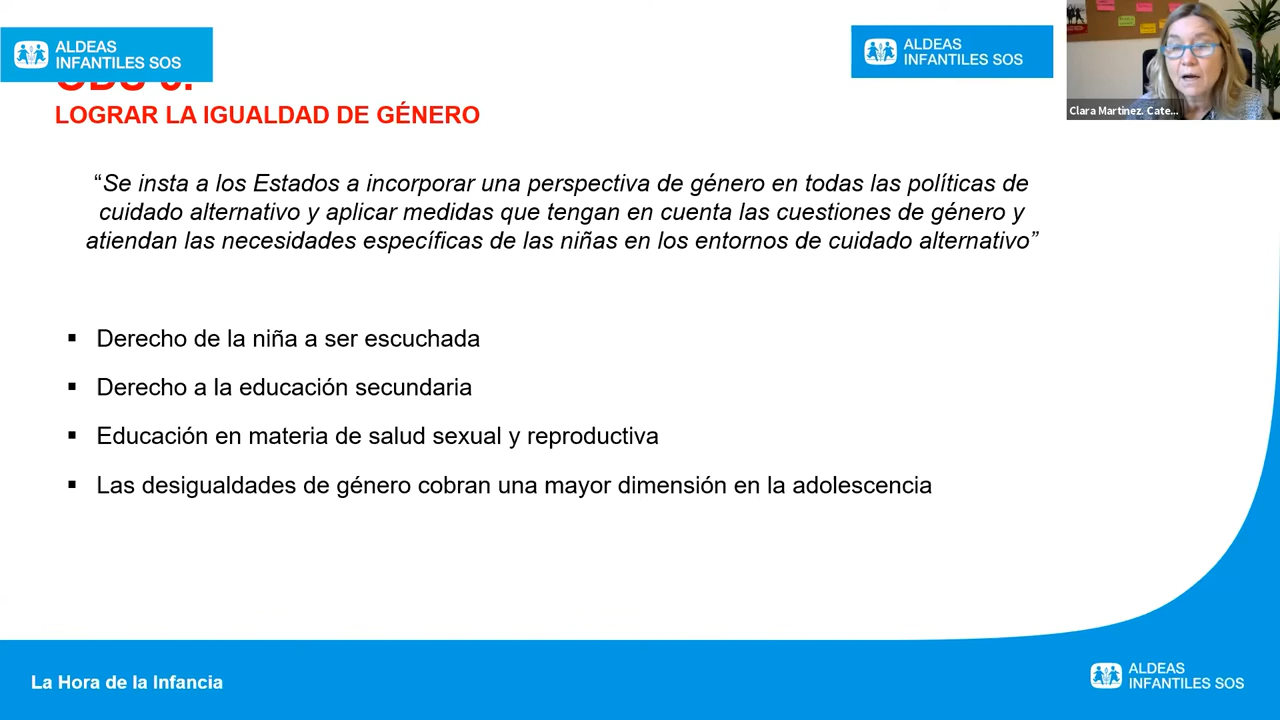 ALDEAS
INFANTILES SOS
ALDEAS
INFANTILES SOS
Clara Martinez. Cate...
LOGRAR LA IGUALDAD DE GÉNERO
“Se insta a los Estados a incorporar una perspectiva de género en todas las políticas de
cuidado alternativo y aplicar medidas que tengan en cuenta las cuestiones de género y
atiendan las necesidades específicas de las niñas en los entornos de cuidado alternativo”
▪ Derecho de la niña a ser escuchada
▪ Derecho a la educación secundaria
▪ Educación en materia de salud sexual y reproductiva
▪ Las desigualdades de género cobran una mayor dimensión en la adolescencia
La Hora de la Infancia
ALDEAS
INFANTILES SOS